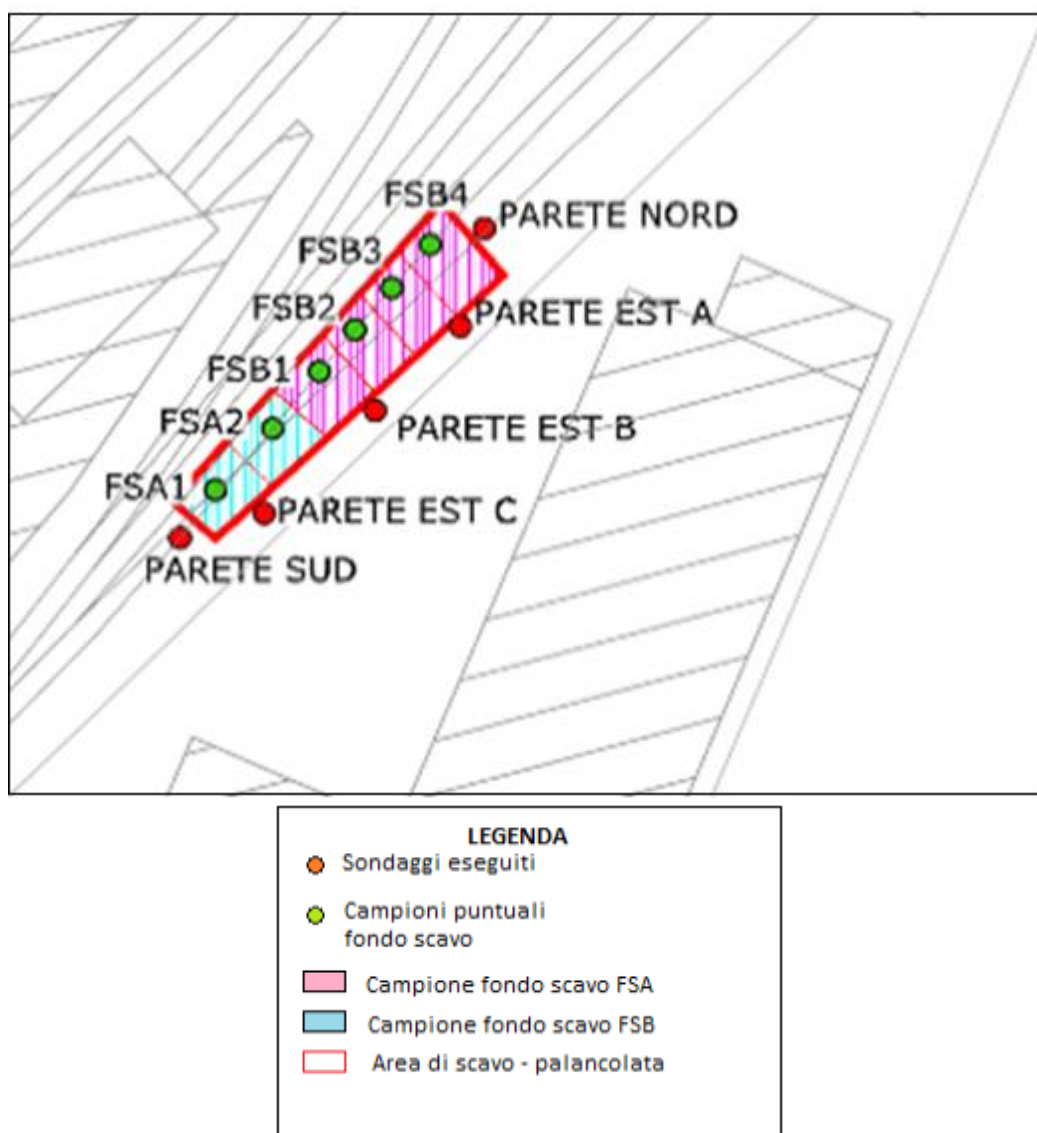 FSB4
PARETE NORD
FSB3
FSB2
PARETE EST A
FSB1
FSA2
PARETE EST B
FSA1
PARETE EST C
PARETE SUD
LEGENDA
Sondaggi eseguiti
Campioni puntuali
fondo scavo
Campione fondo scavo FSA
Campione fondo scavo FSB
Area di scavo - palancolata